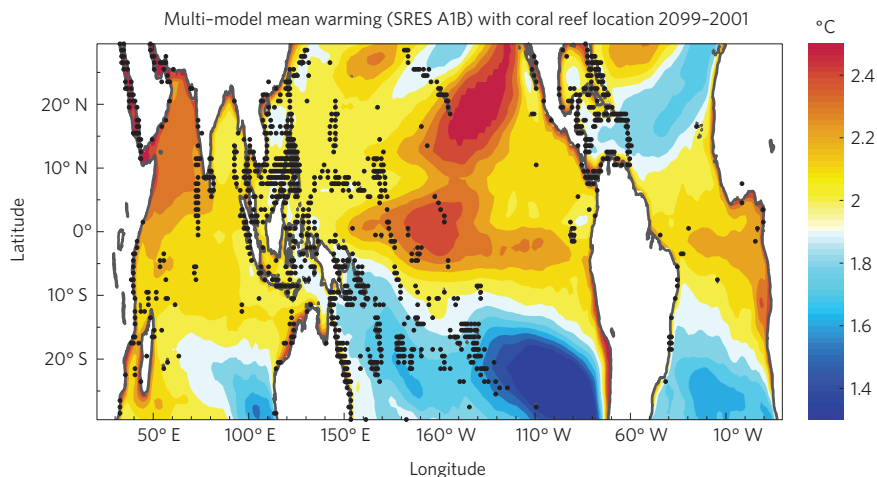 Multi-model mean warming (SRES A1B) with coral reef location 2099–2001
°C
20° N
10° N
0°
10° S
20° S
Latitude
50° E
100° E
150° E
160° W
110° W
60° W
10° W
Longitude
2.4
2.2
2
1.8
1.6
1.4